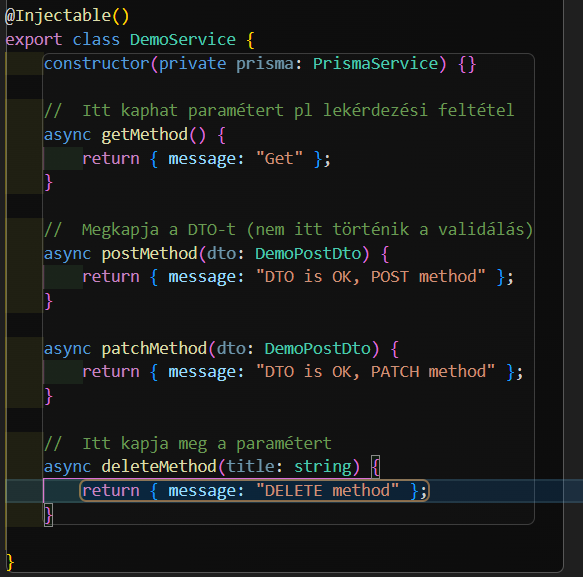 @Injectable()
export class DemoService {
constructor(private prisma: PrismaService) {}
//  Itt kaphat paramétert pl lekérdezési feltétel
async getMethod() {
return { message: "Get" };
}
//  Megkapja a DTO-t (nem itt történik a validálás)
async postMethod(dto: DemoPostDto) {
return { message: "DTO is OK, POST method" };
}
async patchMethod(dto: DemoPostDto) {
return { message: "DTO is OK, PATCH method" };
}
//  Itt kapja meg a paramétert
async deleteMethod(title: string) {
return { message: "DELETE method" };
}
}